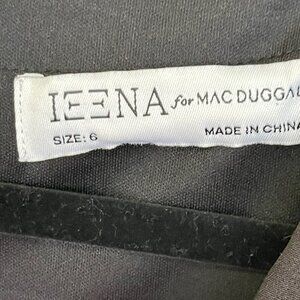 IEENA for MAC DUGGAL
SIZE: 6 MADE IN CHINA